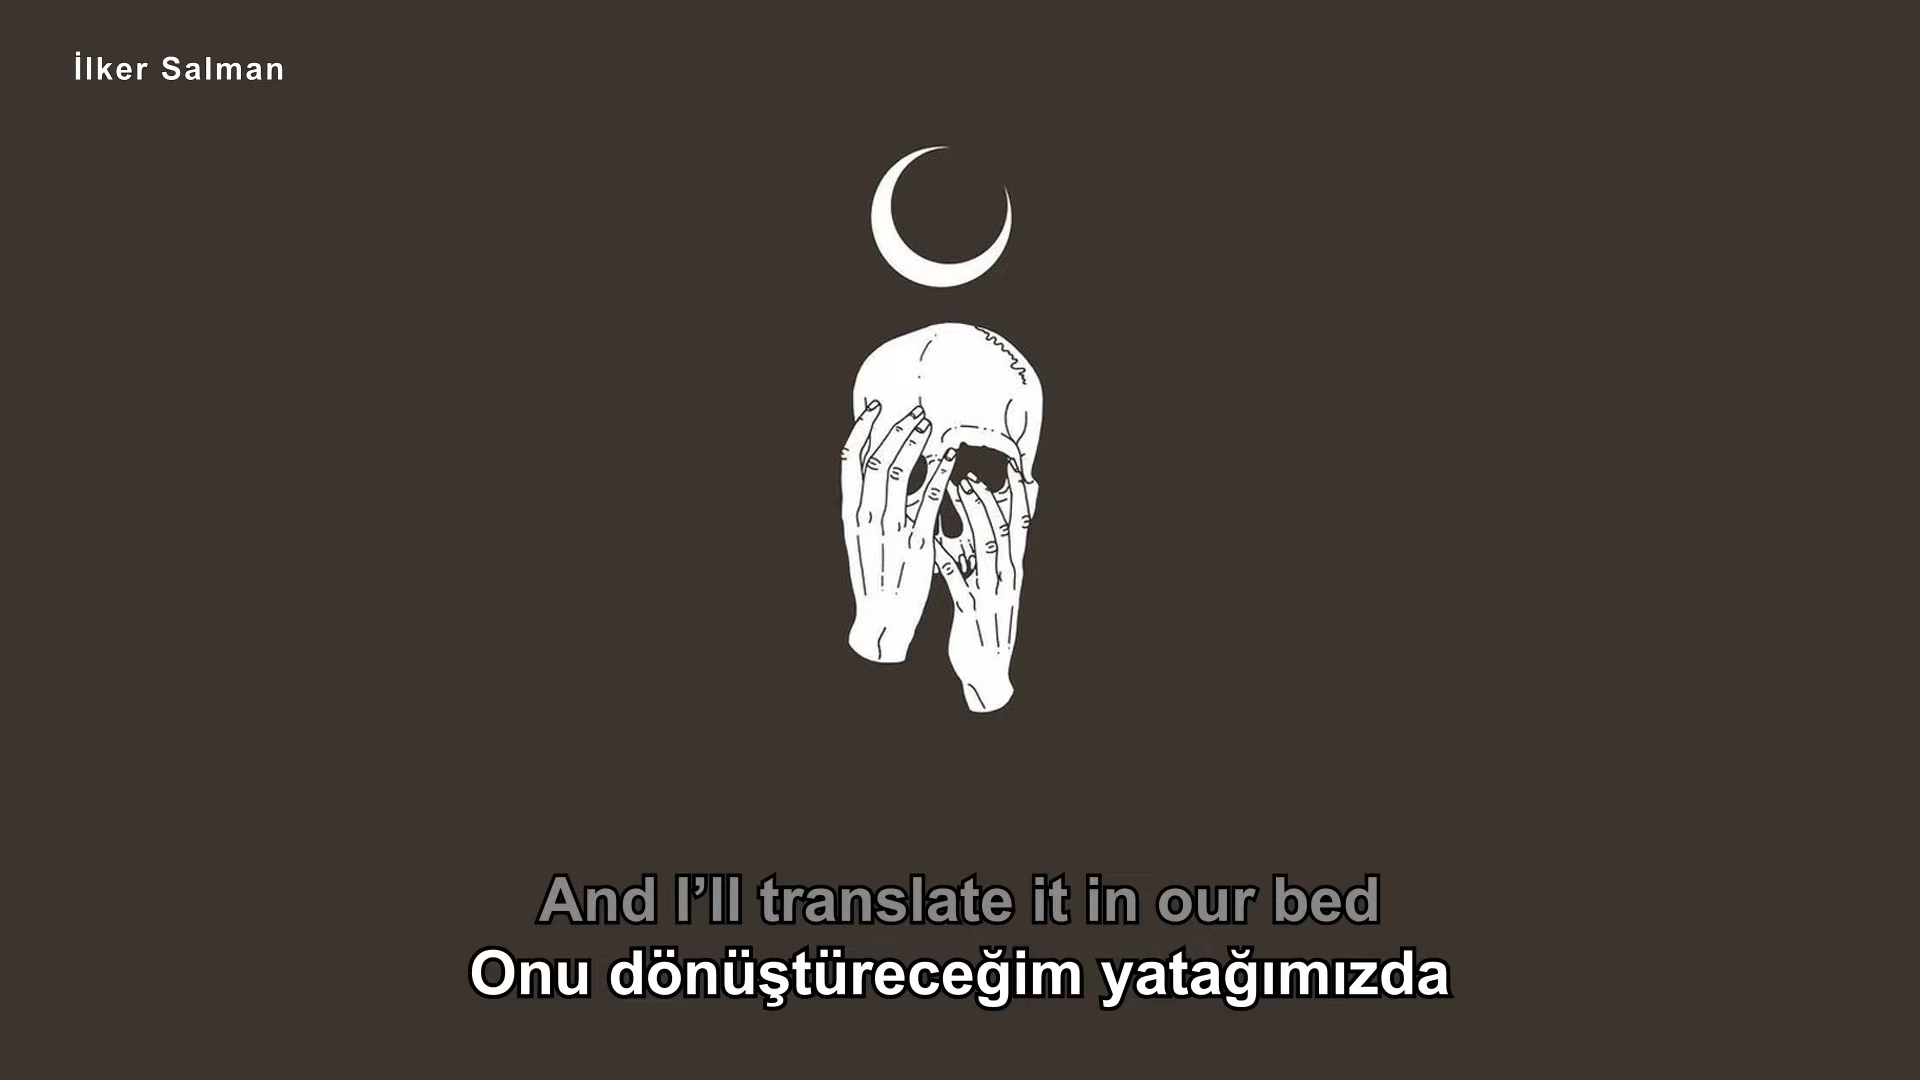 İlker Salman
And I’ll translate it in our bed
Onu dönüştüreceğim yatağımızda